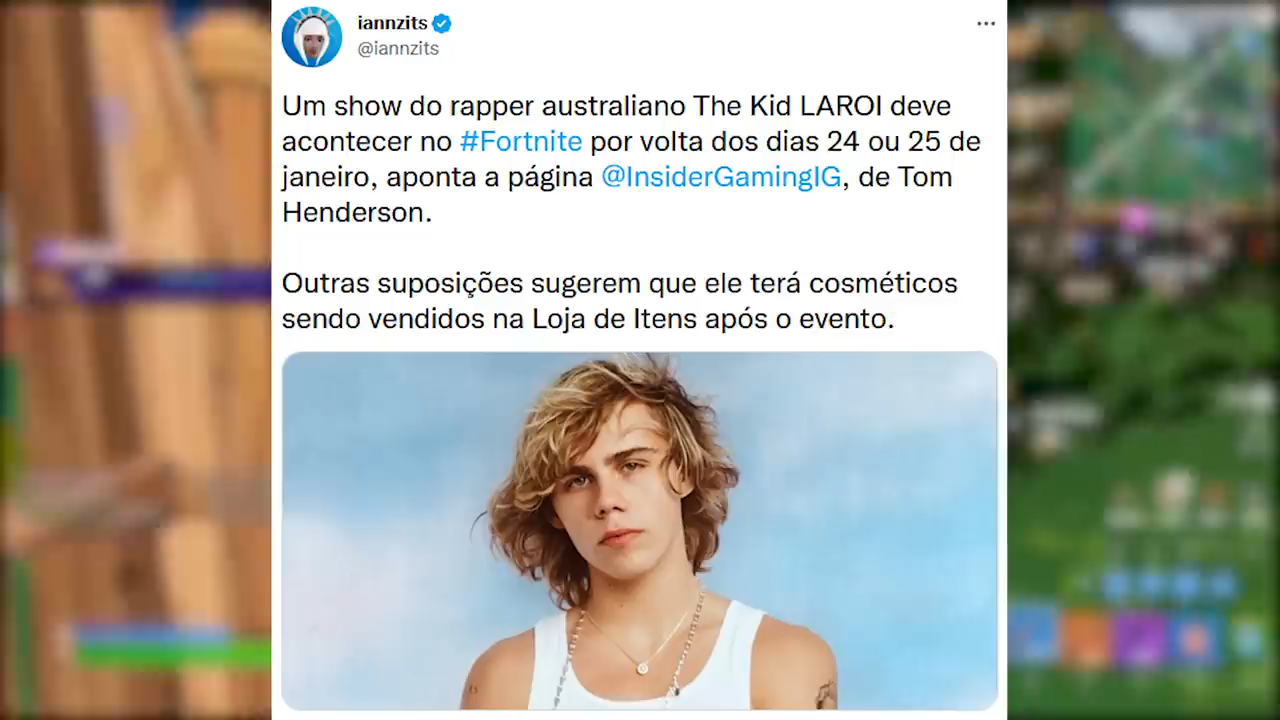 iannzits
@iannzits
Um show do rapper australiano The Kid LAROI deve
acontecer no #Fortnite por volta dos dias 24 ou 25 de
janeiro, aponta a página @InsiderGamingIG, de Tom
Henderson.
Outras suposições sugerem que ele terá cosméticos
sendo vendidos na Loja de Itens após o evento.